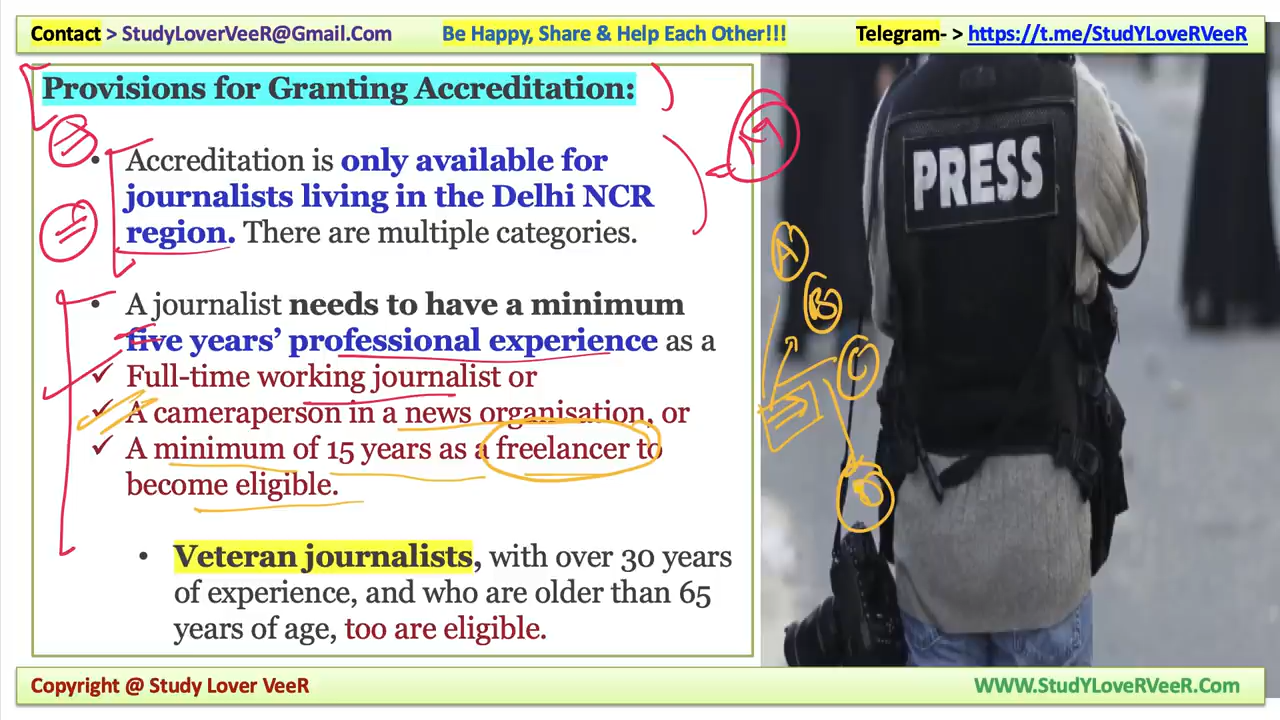 Contact > StudyLoverVeeR@Gmail.Com Be Happy, Share & Help Each Other!!! Telegram- > https://t.me/StudYLoveRVeeR
Provisions for Granting Accreditation:
• Accreditation is only available for
journalists living in the Delhi NCR
region. There are multiple categories.
• A journalist needs to have a minimum
five years’ professional experience as a
✓ Full-time working journalist or
✓ A cameraperson in a news organisation, or
✓ A minimum of 15 years as a freelancer to
become eligible.
• Veteran journalists, with over 30 years
of experience, and who are older than 65
years of age, too are eligible.
PRESS
A
B
C
Copyright @ Study Lover VeeR WWW.StudYLoveRVeeR.Com